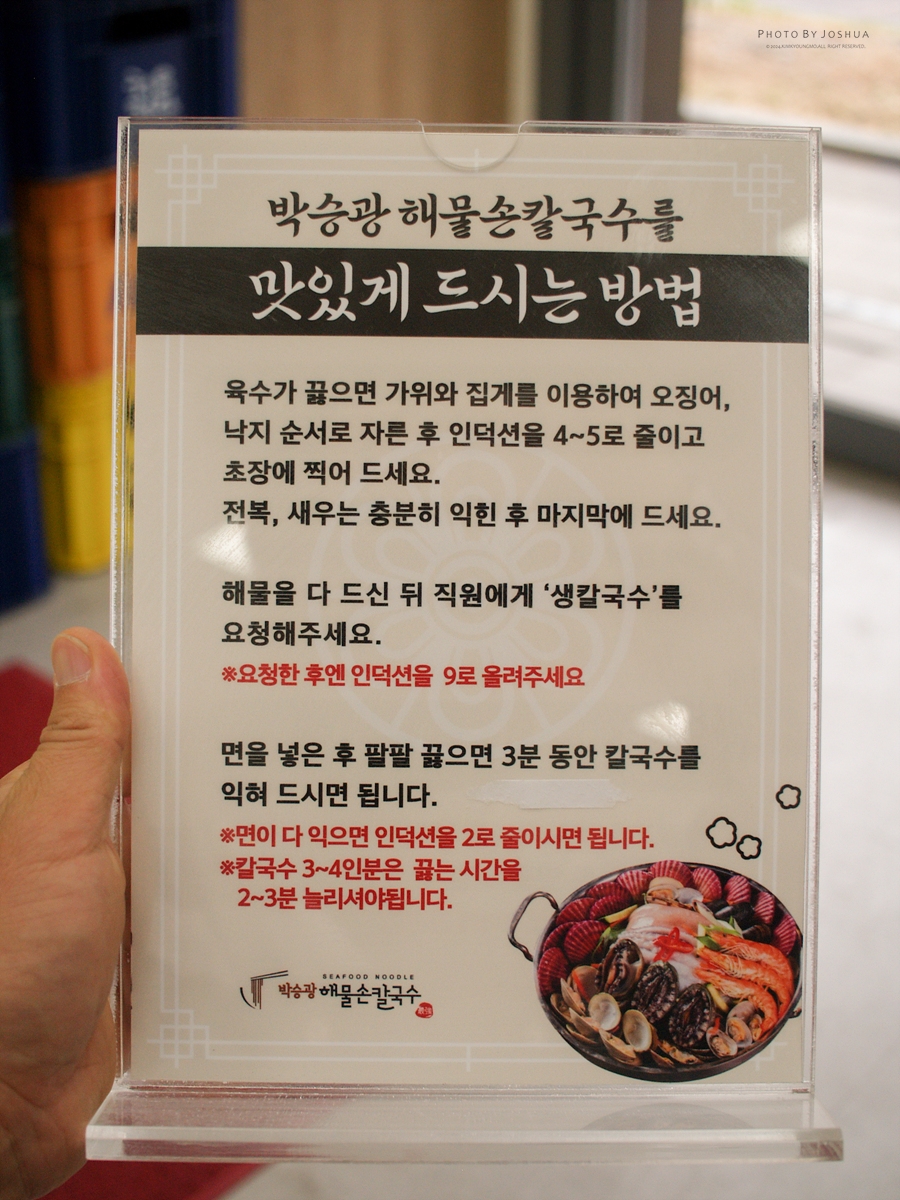 PHOTO BY JOSHUA
박승광 해물손칼국수를
맛있게 드시는 방법
육수가 끓으면 가위와 집게를 이용하여 오징어,
낙지 순서로 자른 후 인덕션을 4~5로 줄이고
초장에 찍어 드세요.
전복, 새우는 충분히 익힌 후 마지막에 드세요.
해물을 다 드신 뒤 직원에게 ‘생칼국수’를
요청해주세요.
※요청한 후엔 인덕션을 9로 올려주세요
면을 넣은 후 팔팔 끓으면 3분 동안 칼국수를
익혀 드시면 됩니다.
※면이 다 익으면 인덕션을 2로 줄이시면 됩니다.
※칼국수 3~4인분은 끓는 시간을
2~3분 늘리셔야됩니다.
SEAFOOD NOODLE
박승광 해물손칼국수